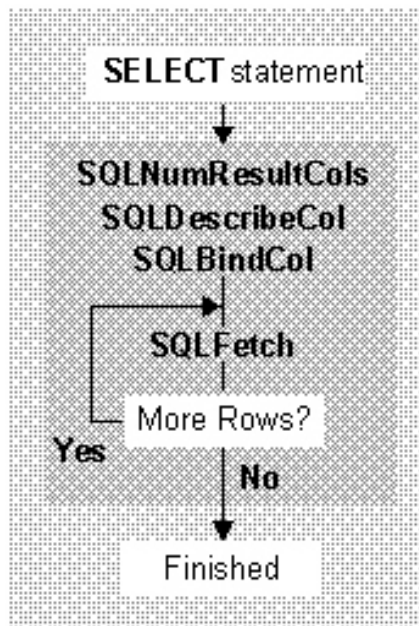 SELECT statement
SQLNumResultCols
SQLDescribeCol
SQLBindCol
SQLFetch
More Rows?
Yes
No
Finished